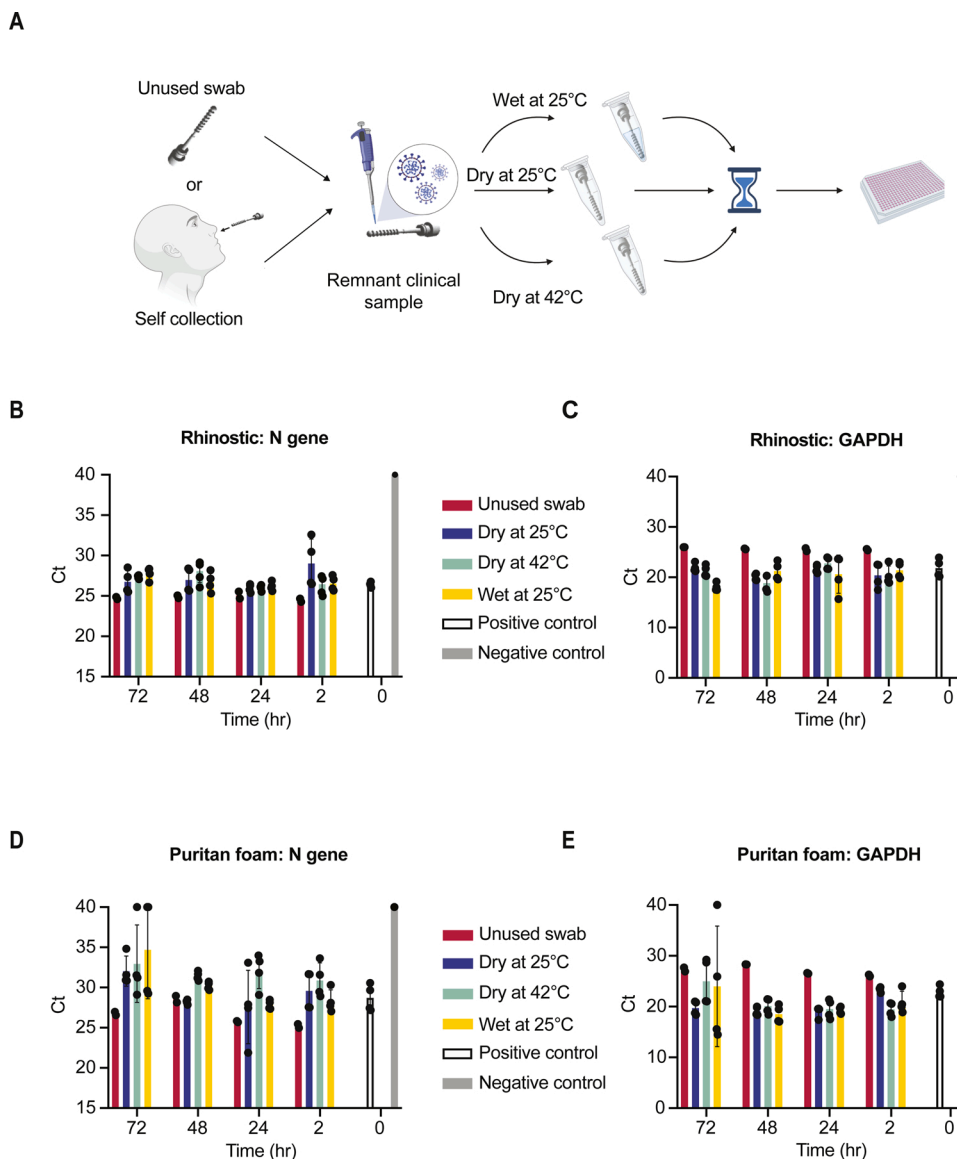 A
Unused swab
or
Self collection
Remnant clinical
sample
Wet at 25°C
Dry at 25°C
Dry at 42°C
B
Rhinostic: N gene
Ct
40
35
30
25
20
15
72
48
24
2
0
Time (hr)
Unused swab
Dry at 25°C
Dry at 42°C
Wet at 25°C
Positive control
Negative control
C
Rhinostic: GAPDH
Ct
40
30
20
10
0
72
48
24
2
0
Time (hr)
D
Puritan foam: N gene
Ct
40
35
30
25
20
15
72
48
24
2
0
Time (hr)
Unused swab
Dry at 25°C
Dry at 42°C
Wet at 25°C
Positive control
Negative control
E
Puritan foam: GAPDH
Ct
40
30
20
10
0
72
48
24
2
0
Time (hr)